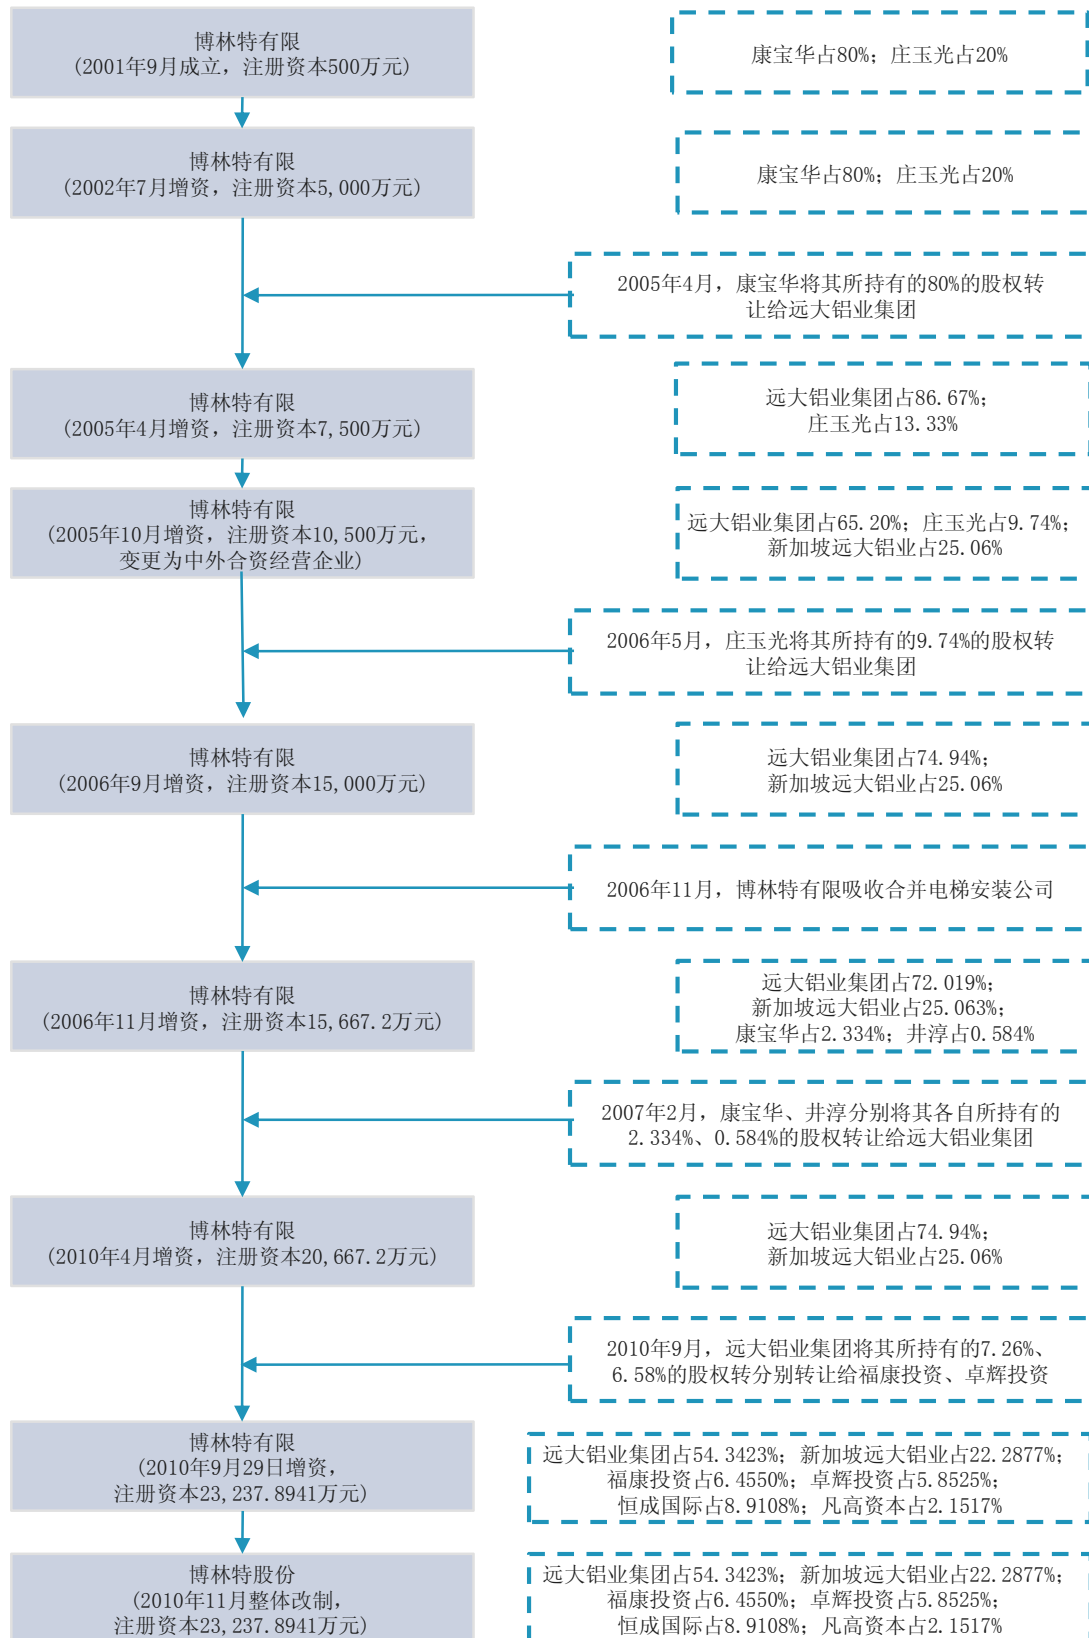 博林特有限
(2001年9月成立，注册资本500万元)
康宝华占80%；庄玉光占20%
博林特有限
(2002年7月增资，注册资本5,000万元)
康宝华占80%；庄玉光占20%
2005年4月，康宝华将其所持有的80%的股权转
让给远大铝业集团
博林特有限
(2005年4月增资，注册资本7,500万元)
远大铝业集团占86.67%；
庄玉光占13.33%
博林特有限
(2005年10月增资，注册资本10,500万元，
变更为中外合资经营企业)
远大铝业集团占65.20%；庄玉光占9.74%；
新加坡远大铝业占25.06%
2006年5月，庄玉光将其所持有的9.74%的股权转
让给远大铝业集团
博林特有限
(2006年9月增资，注册资本15,000万元)
远大铝业集团占74.94%；
新加坡远大铝业占25.06%
2006年11月，博林特有限吸收合并电梯安装公司
博林特有限
(2006年11月增资，注册资本15,667.2万元)
远大铝业集团占72.019%；
新加坡远大铝业占25.063%；
康宝华占2.334%；井淳占0.584%
2007年2月，康宝华、井淳分别将其各自所持有的
2.334%、0.584%的股权转让给远大铝业集团
博林特有限
(2010年4月增资，注册资本20,667.2万元)
远大铝业集团占74.94%；
新加坡远大铝业占25.06%
2010年9月，远大铝业集团将其所持有的7.26%、
6.58%的股权转分别转让给福康投资、卓辉投资
博林特有限
(2010年9月29日增资，
注册资本23,237.8941万元)
远大铝业集团占54.3423%；新加坡远大铝业占22.2877%；
福康投资占6.4550%；卓辉投资占5.8525%；
恒成国际占8.9108%；凡高资本占2.1517%
博林特股份
(2010年11月整体改制，
注册资本23,237.8941万元)
远大铝业集团占54.3423%；新加坡远大铝业占22.2877%；
福康投资占6.4550%；卓辉投资占5.8525%；
恒成国际占8.9108%；凡高资本占2.1517%